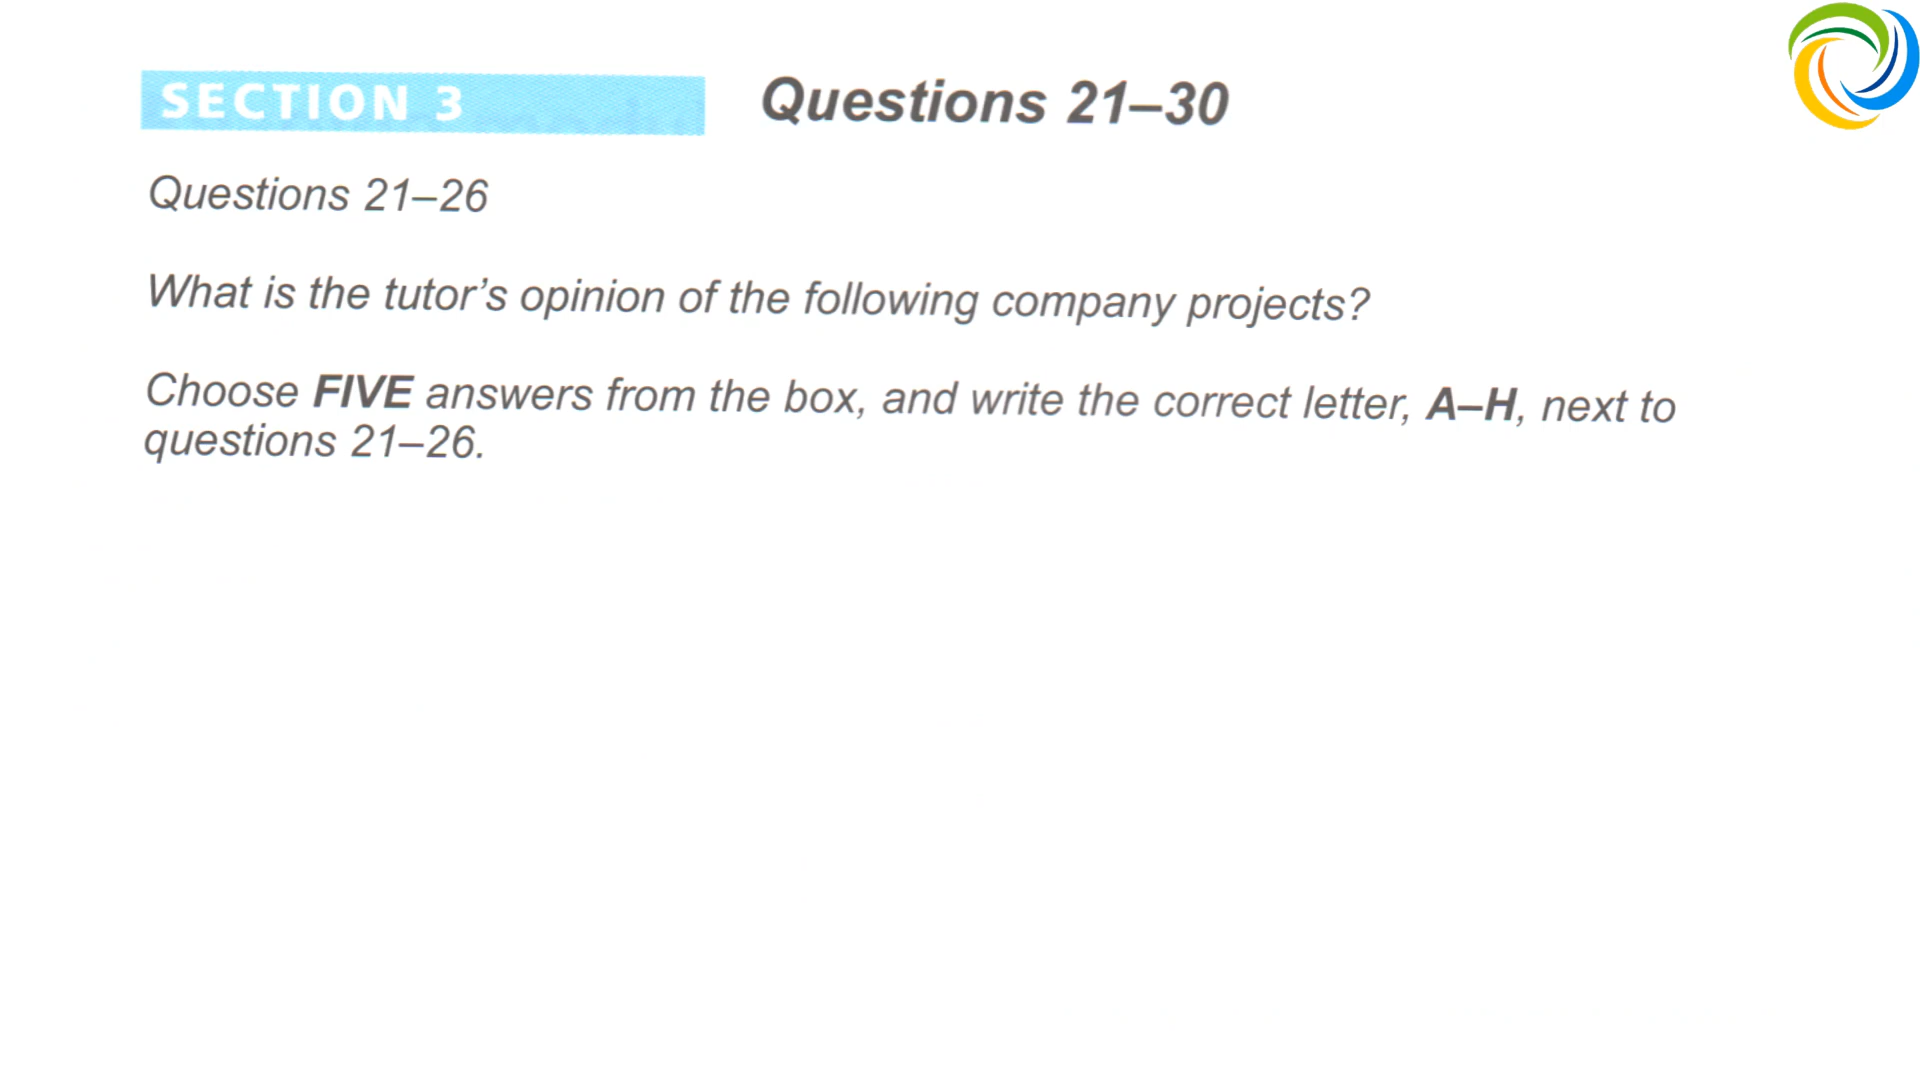 SECTION 3
Questions 21–30
Questions 21–26
What is the tutor's opinion of the following company projects?
Choose FIVE answers from the box, and write the correct letter, A–H, next to
questions 21–26.